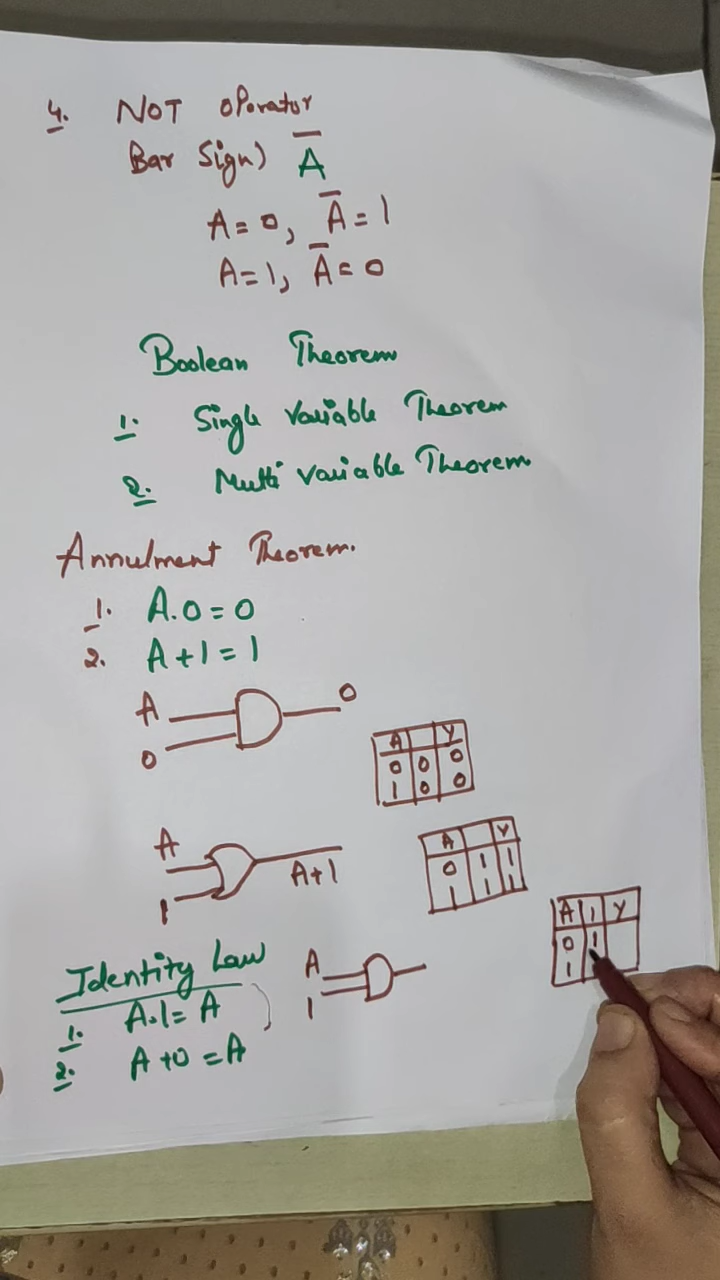 4. NOT Operator
Bar Sign) A̅
A=0, A̅=1
A=1, A̅=0
Boolean Theorem
1. Single Variable Theorem
2. Multi Variable Theorem
Annulment Theorem.
1. A.0=0
2. A+1=1
A 0
0
A Y
0 0 0
1 0 0
A A+1
1
A Y
0 1 1
1 1 1
Identity Law
1. A.1=A
2. A+0=A
A
1
A 1 Y
0 1
1